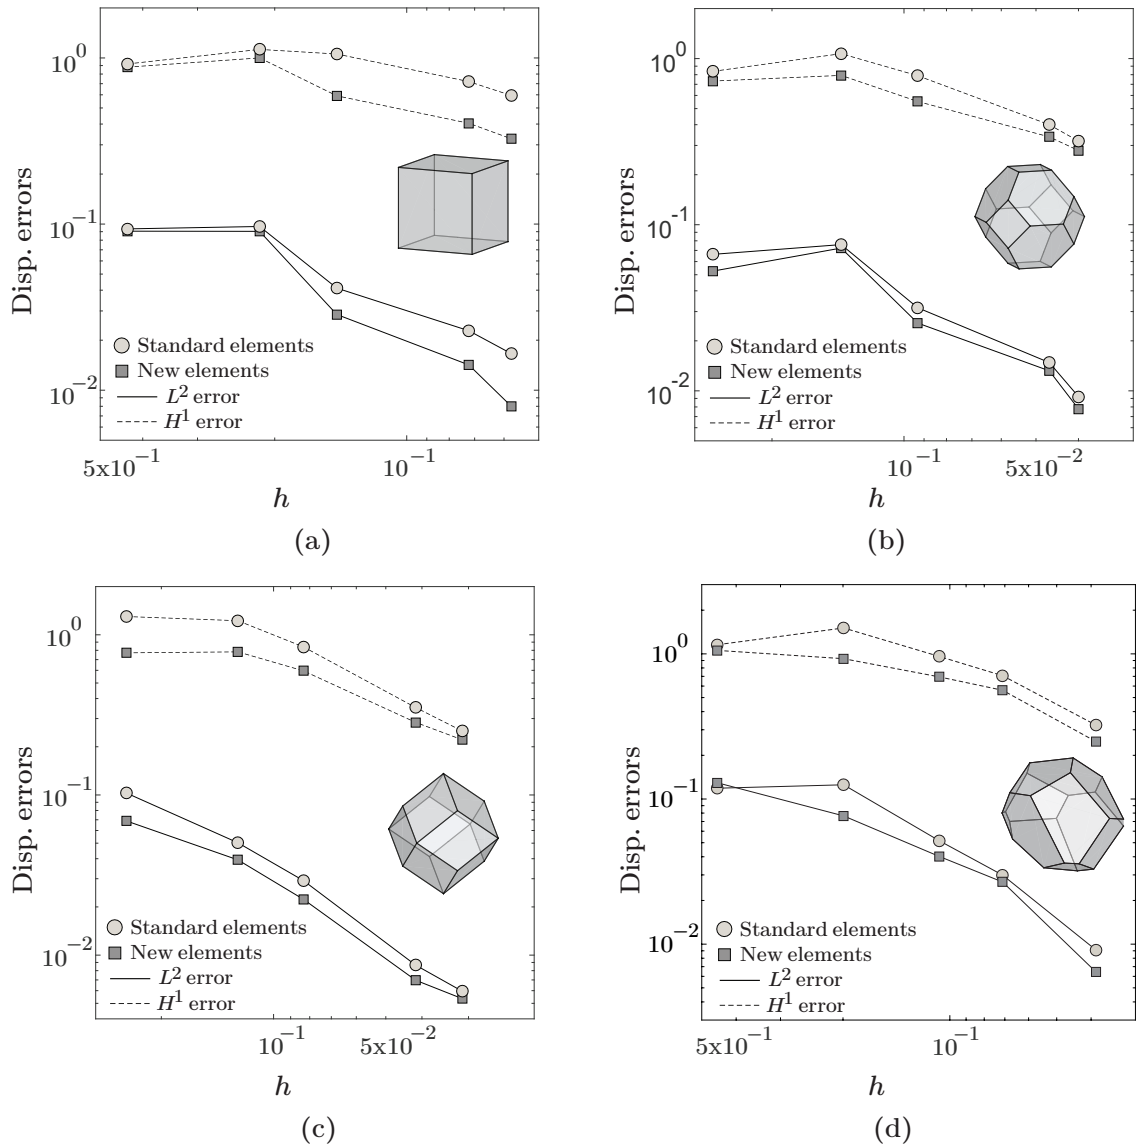 10^0
10^-1
10^-2
Disp. errors
Standard elements
New elements
L^2 error
H^1 error
5x10^-1
10^-1
h
(a)
10^0
10^-1
10^-2
Disp. errors
Standard elements
New elements
L^2 error
H^1 error
10^-1
5x10^-2
h
(b)
10^0
10^-1
10^-2
Disp. errors
Standard elements
New elements
L^2 error
H^1 error
10^-1
5x10^-2
h
(c)
10^0
10^-1
10^-2
Disp. errors
Standard elements
New elements
L^2 error
H^1 error
5x10^-1
10^-1
h
(d)